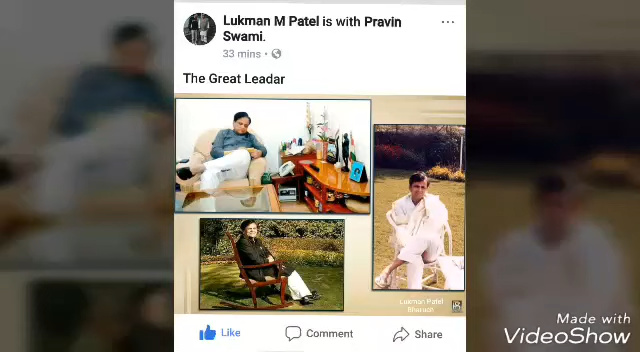 Lukman M Patel is with Pravin
Swami.
33 mins •
The Great Leadar
Lukman Patel
Bharuch
Like
Comment
Share
Made with
VideoShow